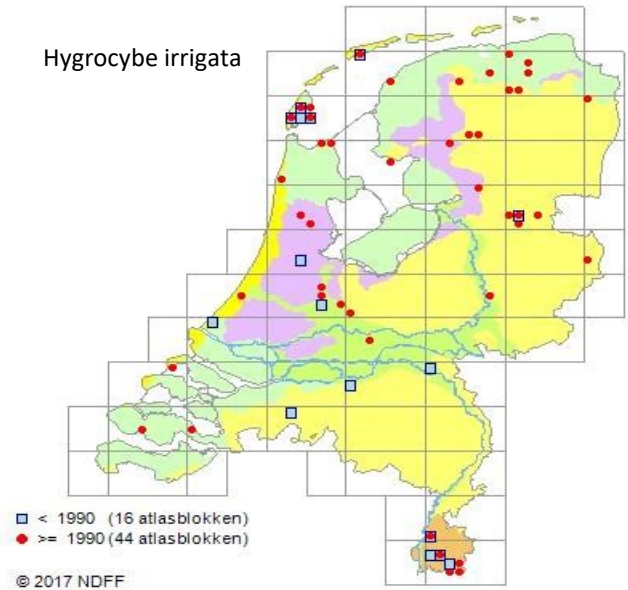 Hygrocybe irrigata
< 1990 (16 atlasblokken)
>= 1990 (44 atlasblokken)
© 2017 NDFF